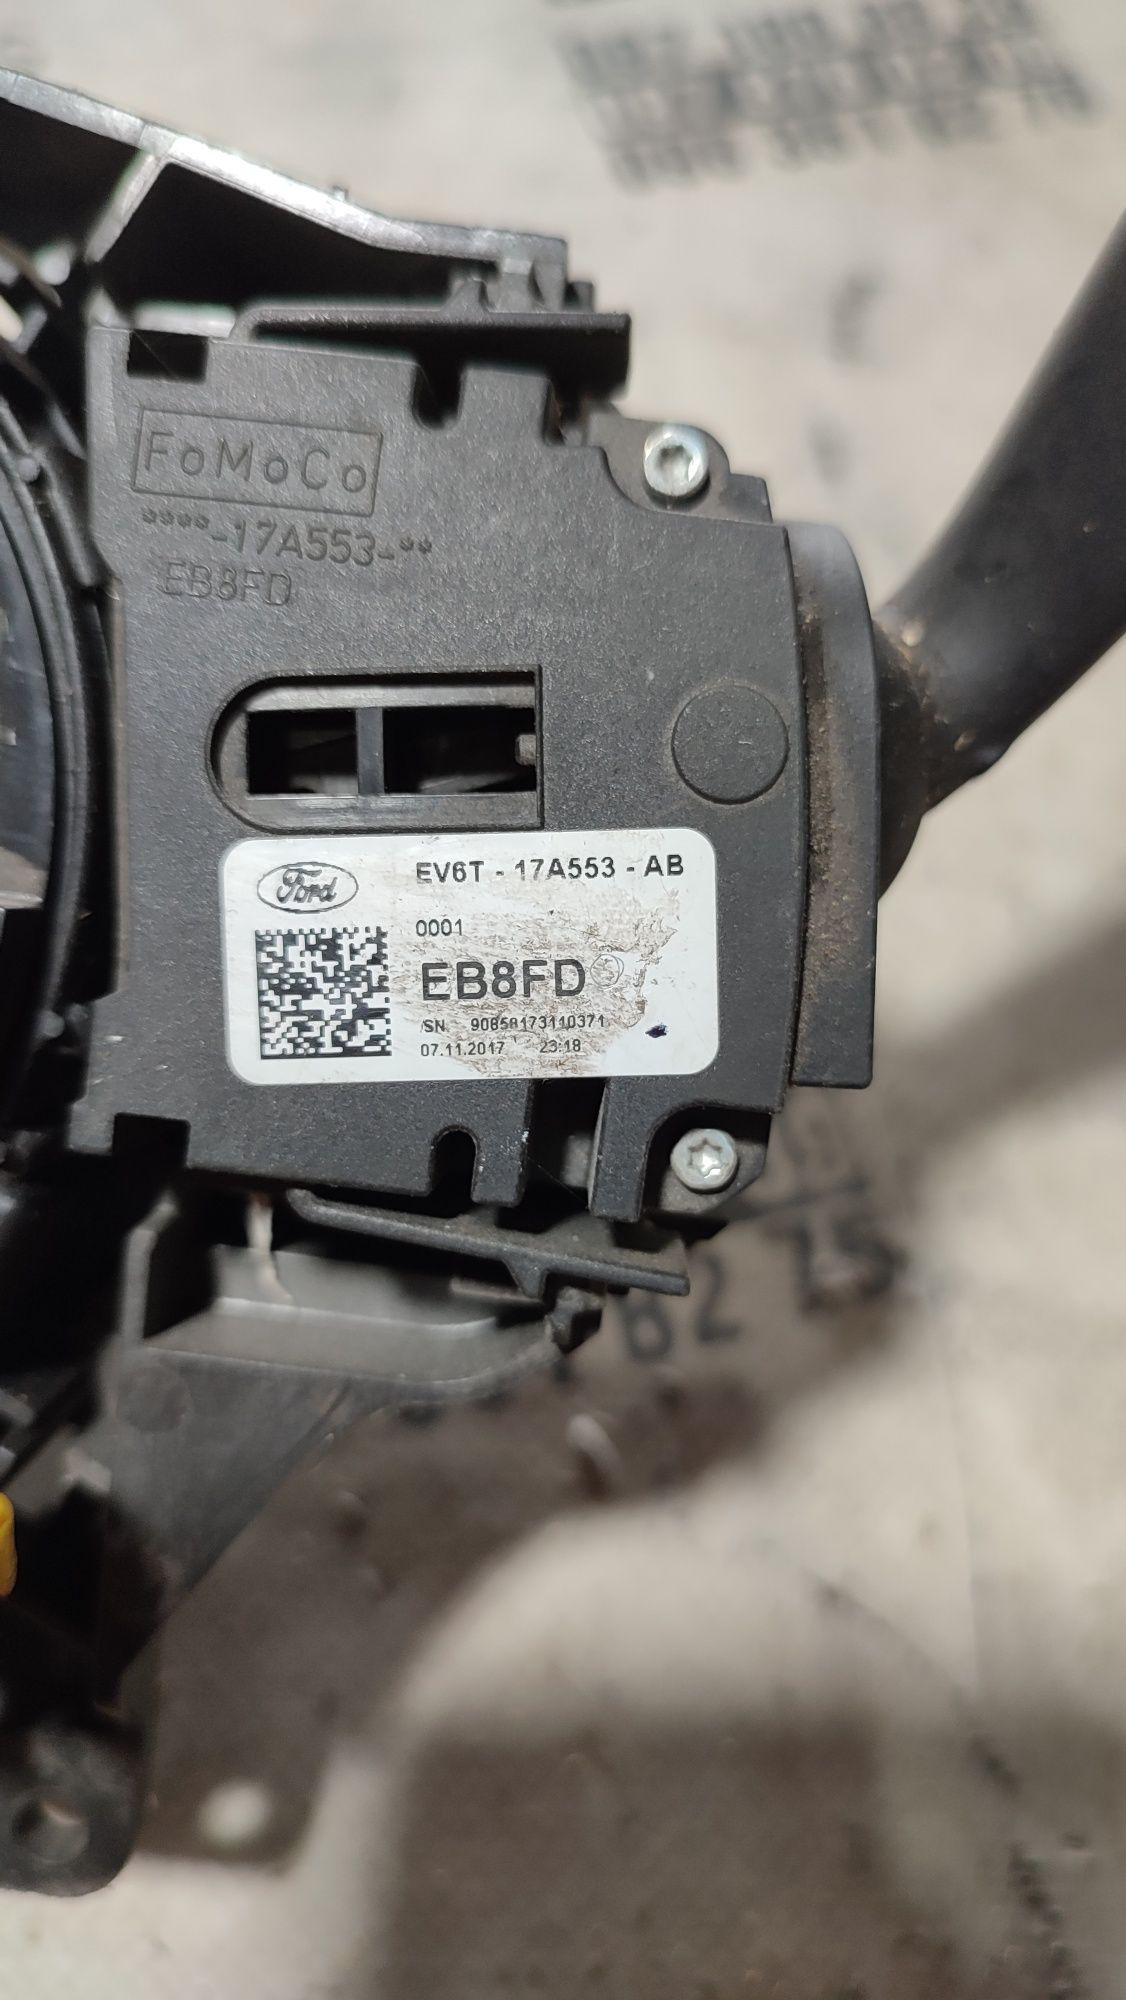 FoMoCo
****-17A553-**
EB8FD
Ford
EV6T - 17A553 - AB
0001
EB8FD
SN 90858173110371
07.11.2017 23:18